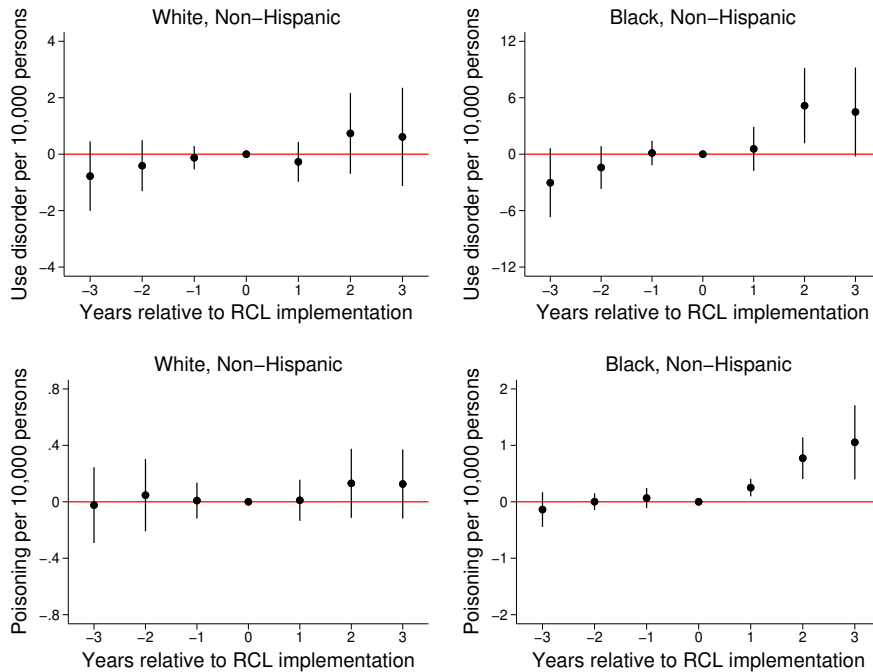 White, Non−Hispanic
Use disorder per 10,000 persons
4
2
0
−2
−4
−3 −2 −1 0 1 2 3
Years relative to RCL implementation
Black, Non−Hispanic
Use disorder per 10,000 persons
12
6
0
−6
−12
−3 −2 −1 0 1 2 3
Years relative to RCL implementation
White, Non−Hispanic
Poisoning per 10,000 persons
.8
.4
0
−.4
−.8
−3 −2 −1 0 1 2 3
Years relative to RCL implementation
Black, Non−Hispanic
Poisoning per 10,000 persons
2
1
0
−1
−2
−3 −2 −1 0 1 2 3
Years relative to RCL implementation